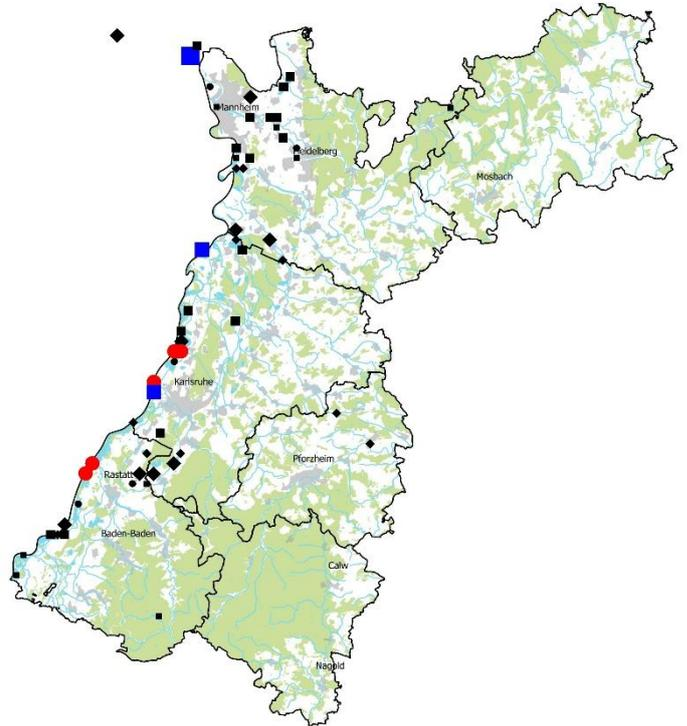 Mannheim
Heidelberg
Mosbach
Karlsruhe
Pforzheim
Rastatt
Baden-Baden
Calw
Nagold